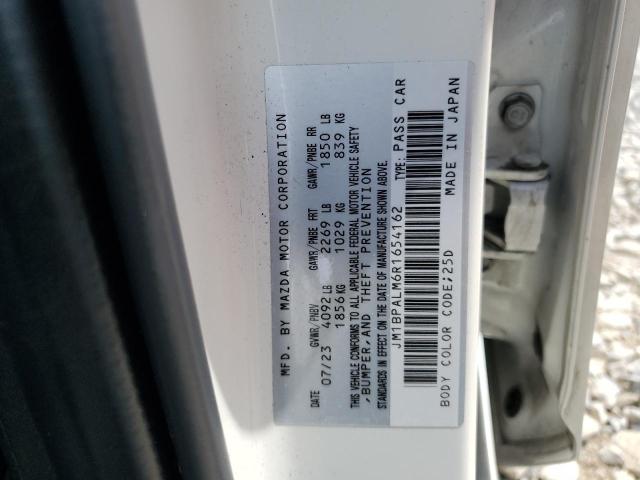 MFD. BY MAZDA MOTOR CORPORATION
DATE GVWR/PNBV GAWR/PNBE FRT GAWR/PNBE RR
07/23 4092 LB 2269 LB 1850 LB
1856 KG 1029 KG 839 KG
THIS VEHICLE CONFORMS TO ALL APPLICABLE FEDERAL MOTOR VEHICLE SAFETY
,BUMPER,AND THEFT PREVENTION
STANDARDS IN EFFECT ON THE DATE OF MANUFACTURE SHOWN ABOVE.
JM1BPALM6R1654162 TYPE: PASS CAR
BODY COLOR CODE;25D MADE IN JAPAN